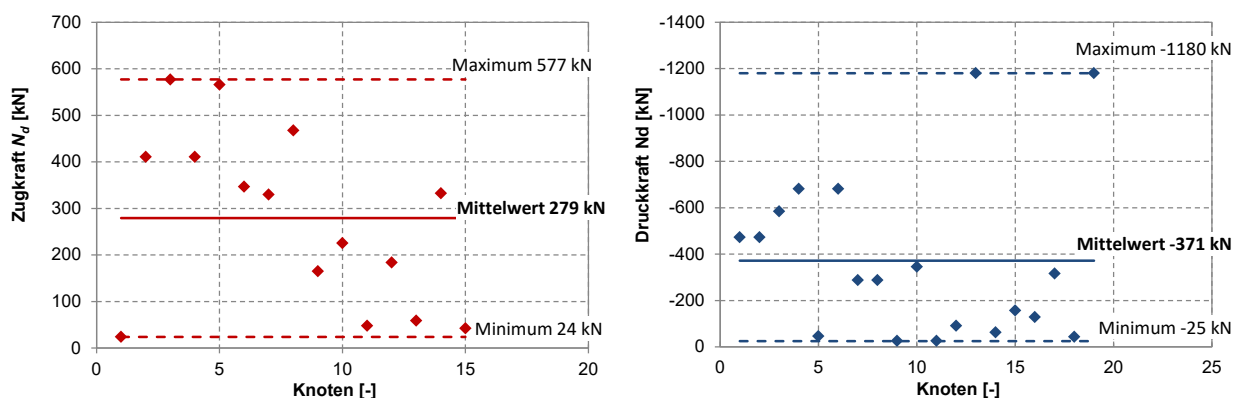 Zugkraft Nd [kN]
700
600
500
400
300
200
100
0
Maximum 577 kN
Mittelwert 279 kN
Minimum 24 kN
0 5 10 15 20
Knoten [-]
Druckkraft Nd [kN]
-1400
-1200
-1000
-800
-600
-400
-200
0
Maximum -1180 kN
Mittelwert -371 kN
Minimum -25 kN
0 5 10 15 20 25
Knoten [-]